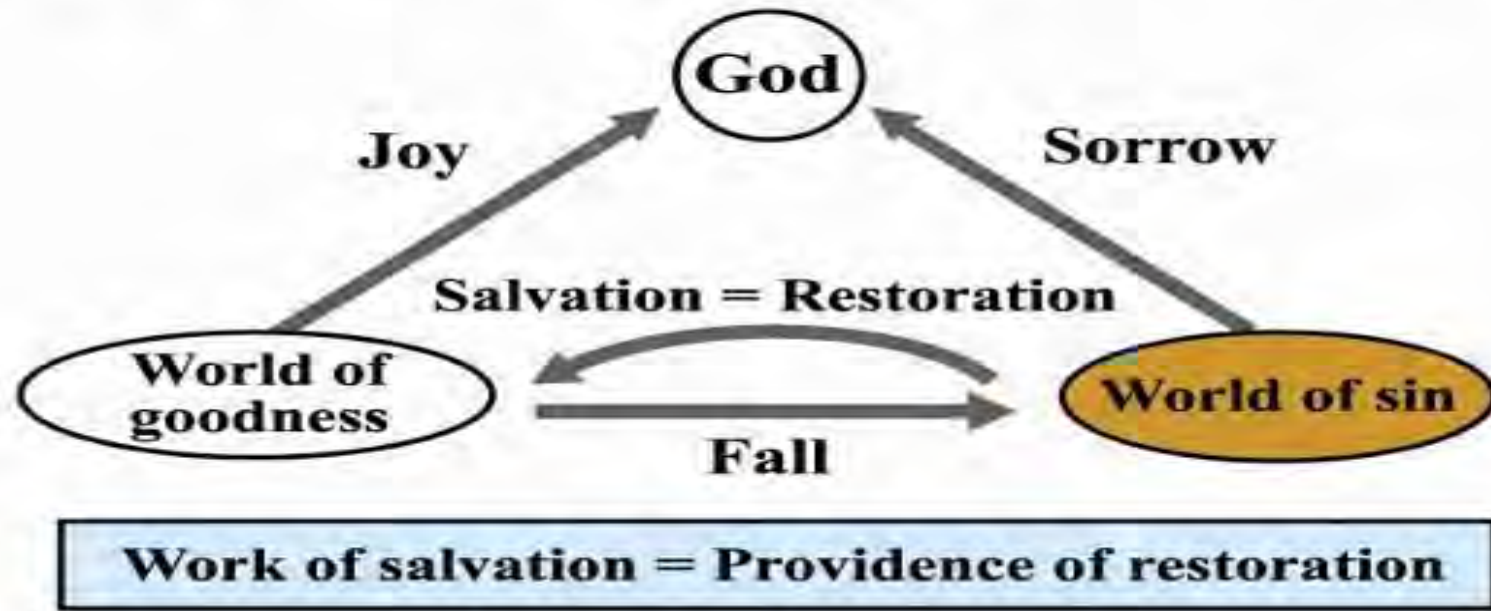 God
Joy
Sorrow
Salvation = Restoration
World of
goodness
World of sin
Fall
Work of salvation = Providence of restoration